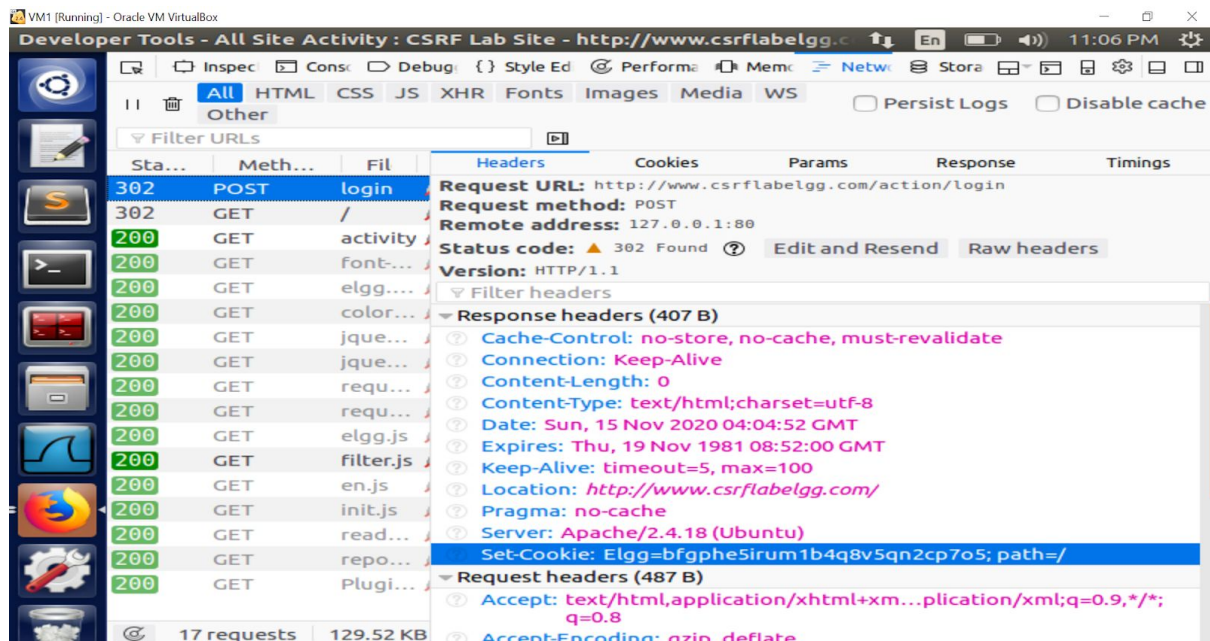 VM1 [Running] - Oracle VM VirtualBox
Developer Tools - All Site Activity : CSRF Lab Site - http://www.csrflabelgg.c En 11:06 PM
Inspec Conso Debug {} Style Ed Performa Memo Netwo Stora
All HTML CSS JS XHR Fonts Images Media WS
Other
Persist Logs Disable cache
Filter URLs
Sta... Meth... Fil
302 POST login
302 GET /
200 GET activity
200 GET font-...
200 GET elgg....
200 GET color...
200 GET jque...
200 GET jque...
200 GET requ...
200 GET requ...
200 GET elgg.js
200 GET filter.js
200 GET en.js
200 GET init.js
200 GET read...
200 GET repo...
200 GET Plugi...
17 requests 129.52 KB
Headers Cookies Params Response Timings
Request URL: http://www.csrflabelgg.com/action/login
Request method: POST
Remote address: 127.0.0.1:80
Status code: 302 Found Edit and Resend Raw headers
Version: HTTP/1.1
Filter headers
Response headers (407 B)
Cache-Control: no-store, no-cache, must-revalidate
Connection: Keep-Alive
Content-Length: 0
Content-Type: text/html;charset=utf-8
Date: Sun, 15 Nov 2020 04:04:52 GMT
Expires: Thu, 19 Nov 1981 08:52:00 GMT
Keep-Alive: timeout=5, max=100
Location: http://www.csrflabelgg.com/
Pragma: no-cache
Server: Apache/2.4.18 (Ubuntu)
Set-Cookie: Elgg=bfgphe5irum1b4q8v5qn2cp7o5; path=/
Request headers (487 B)
Accept: text/html,application/xhtml+xm...plication/xml;q=0.9,*/*;
q=0.8
Accept-Encoding: gzip, deflate